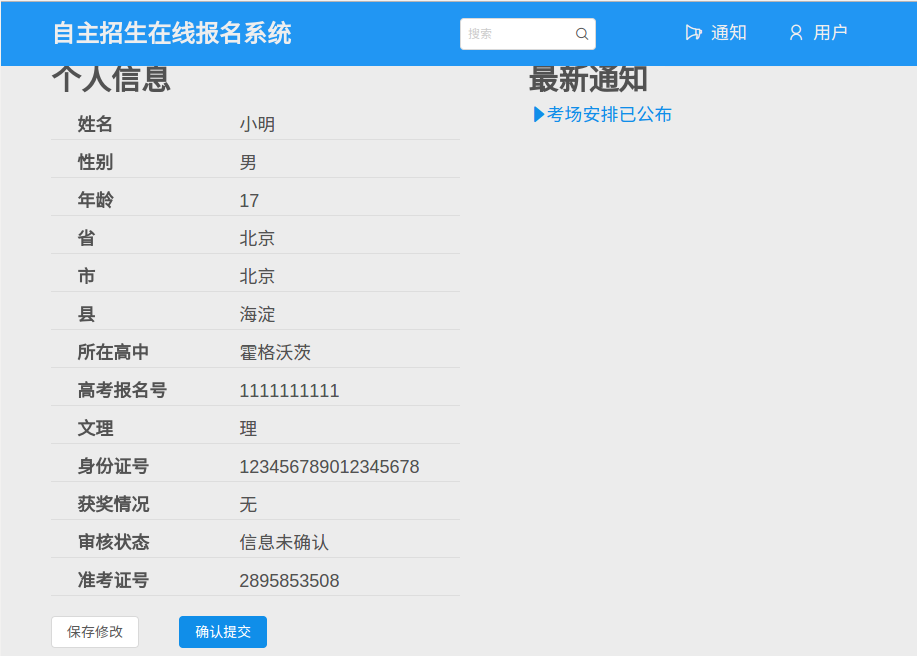 自主招生在线报名系统
搜索
通知
用户
个人信息
姓名 小明
性别 男
年龄 17
省 北京
市 北京
县 海淀
所在高中 霍格沃茨
高考报名号 1111111111
文理 理
身份证号 123456789012345678
获奖情况 无
审核状态 信息未确认
准考证号 2895853508
保存修改 确认提交
最新通知
考场安排已公布